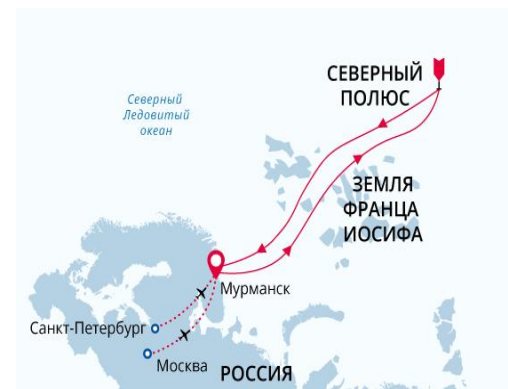 СЕВЕРНЫЙ
ПОЛЮС
Северный
Ледовитый
океан
ЗЕМЛЯ
ФРАНЦА
ИОСИФА
Мурманск
Санкт-Петербург
Москва
РОССИЯ